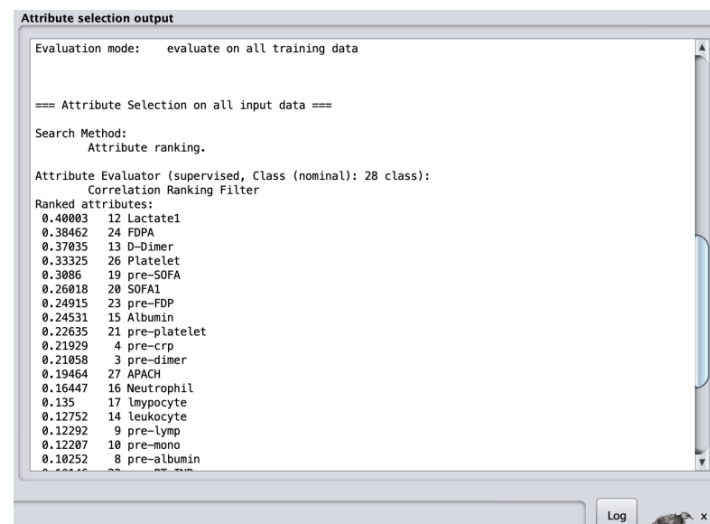 Attribute selection output
Evaluation mode:    evaluate on all training data
=== Attribute Selection on all input data ===
Search Method:
Attribute ranking.
Attribute Evaluator (supervised, Class (nominal): 28 class):
Correlation Ranking Filter
Ranked attributes:
0.40003   12 Lactate1
0.38462   24 FDPA
0.37035   13 D-Dimer
0.33325   26 Platelet
0.3086    19 pre-SOFA
0.26018   20 SOFA1
0.24915   23 pre-FDP
0.24531   15 Albumin
0.22635   21 pre-platelet
0.21929    4 pre-crp
0.21058    3 pre-dimer
0.19464   27 APACH
0.16447   16 Neutrophil
0.135     17 lmypocyte
0.12752   14 leukocyte
0.12292    9 pre-lymp
0.12207   10 pre-mono
0.10252    8 pre-albumin
Log
x